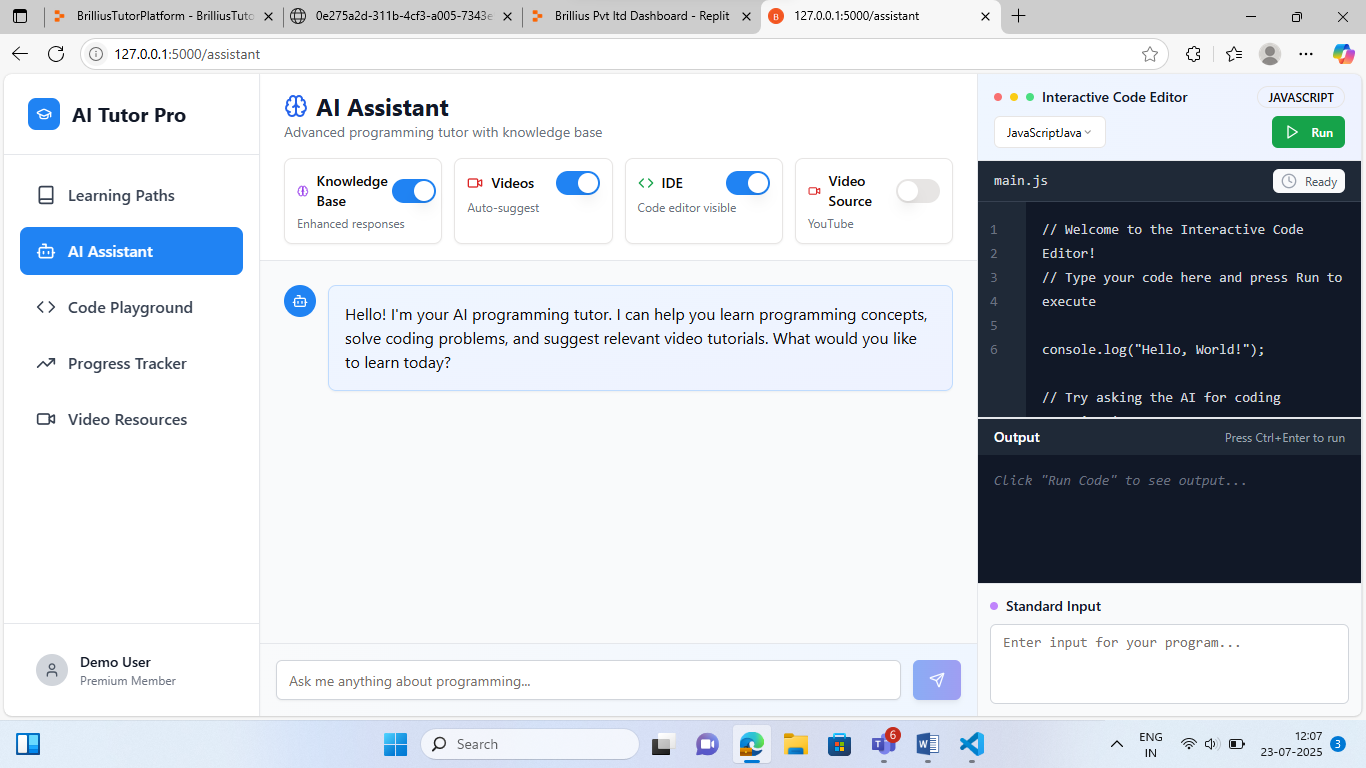 BrilliusTutorPlatform - BrilliusTuto
0e275a2d-311b-4cf3-a005-7343e
Brillius Pvt ltd Dashboard - Replit
B
127.0.0.1:5000/assistant
127.0.0.1:5000/assistant
AI Tutor Pro
Learning Paths
AI Assistant
Code Playground
Progress Tracker
Video Resources
Demo User
Premium Member
AI Assistant
Advanced programming tutor with knowledge base
Knowledge
Base
Enhanced responses
Videos
Auto-suggest
IDE
Code editor visible
Video
Source
YouTube
Hello! I'm your AI programming tutor. I can help you learn programming concepts,
solve coding problems, and suggest relevant video tutorials. What would you like
to learn today?
Ask me anything about programming...
Interactive Code Editor
JAVASCRIPT
JavaScriptJava
Run
main.js
Ready
1
2
3
4
5
6
// Welcome to the Interactive Code
Editor!
// Type your code here and press Run to
execute
console.log("Hello, World!");
// Try asking the AI for coding
Output
Press Ctrl+Enter to run
Click "Run Code" to see output...
Standard Input
Enter input for your program...
Search
6
ENG
IN
12:07
23-07-2025
3